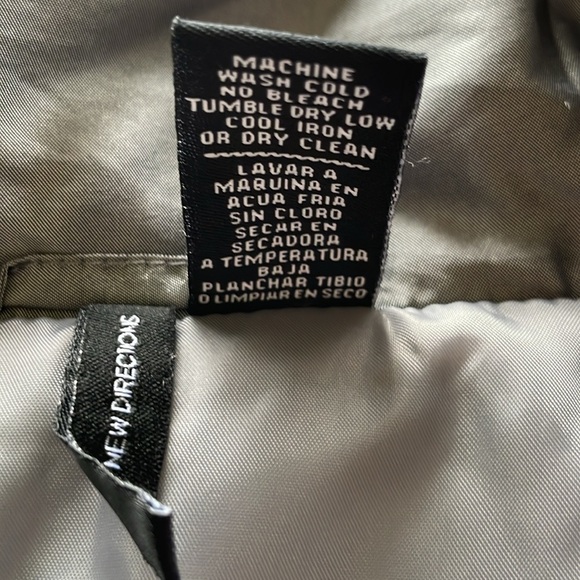 MACHINE
WASH COLD
NO BLEACH
TUMBLE DRY LOW
COOL IRON
OR DRY CLEAN
LAVAR A
MAQUINA EN
AGUA FRIA
SIN CLORO
SECAR EN
SECADORA
A TEMPERATURA
BAJA
PLANCHAR TIBIO
O LIMPIAR EN SECO
NEW DIRECTIONS